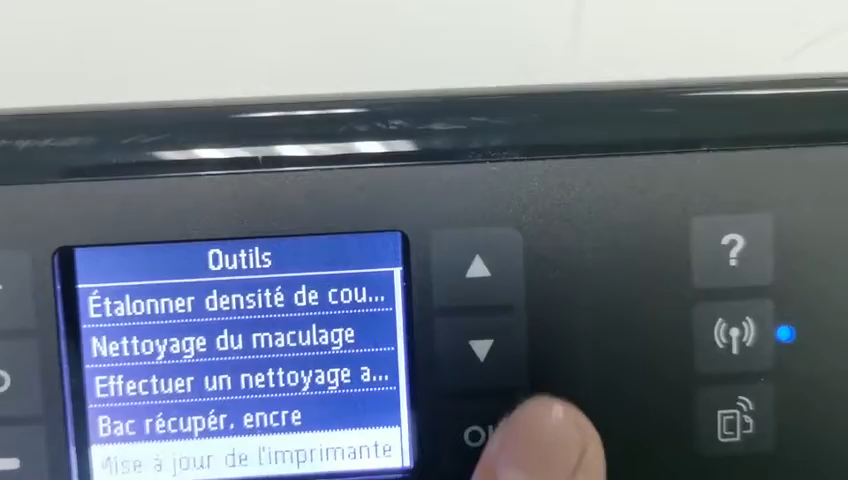 Outils
Étalonner densité de cou...
Nettoyage du maculage
Effectuer un nettoyage a...
Bac récupér. encre
Mise à jour de l'imprimante
?